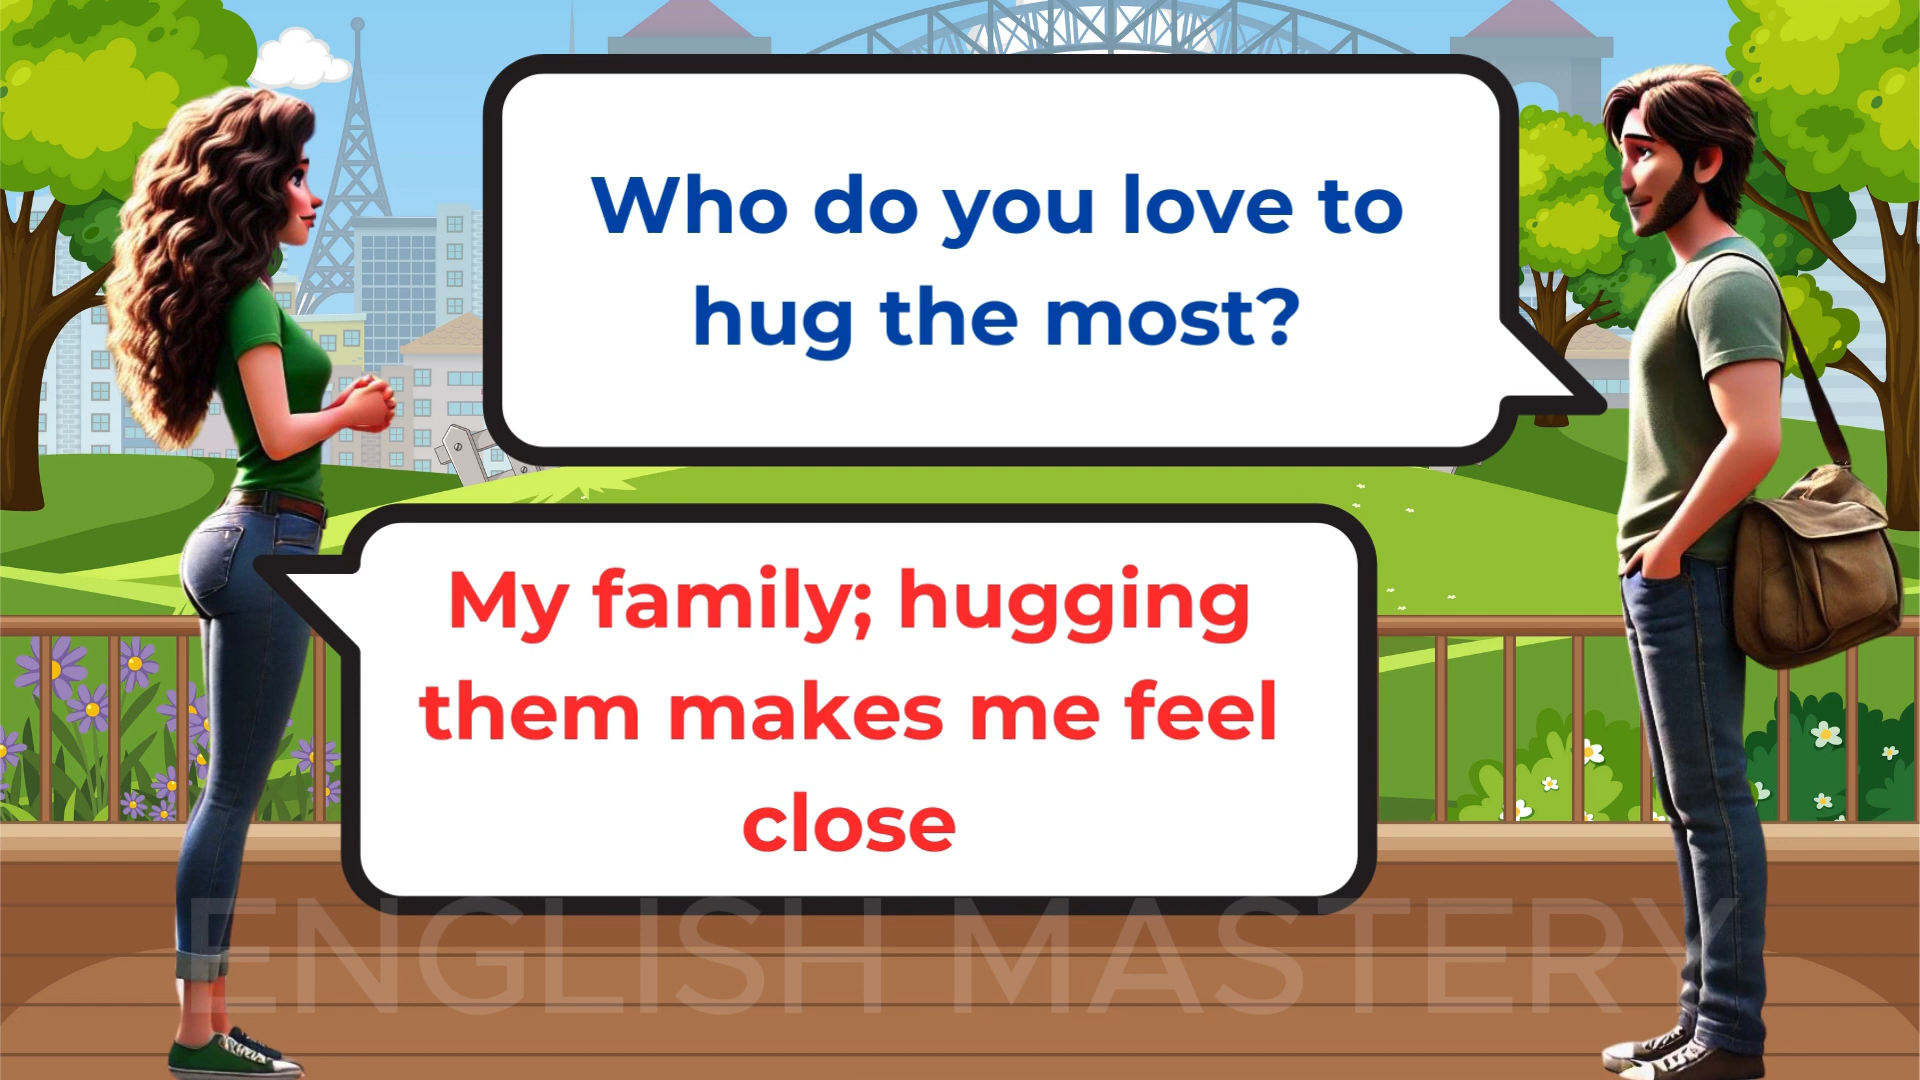 Who do you love to
hug the most?
My family; hugging
them makes me feel
close
ENGLISH MASTERY